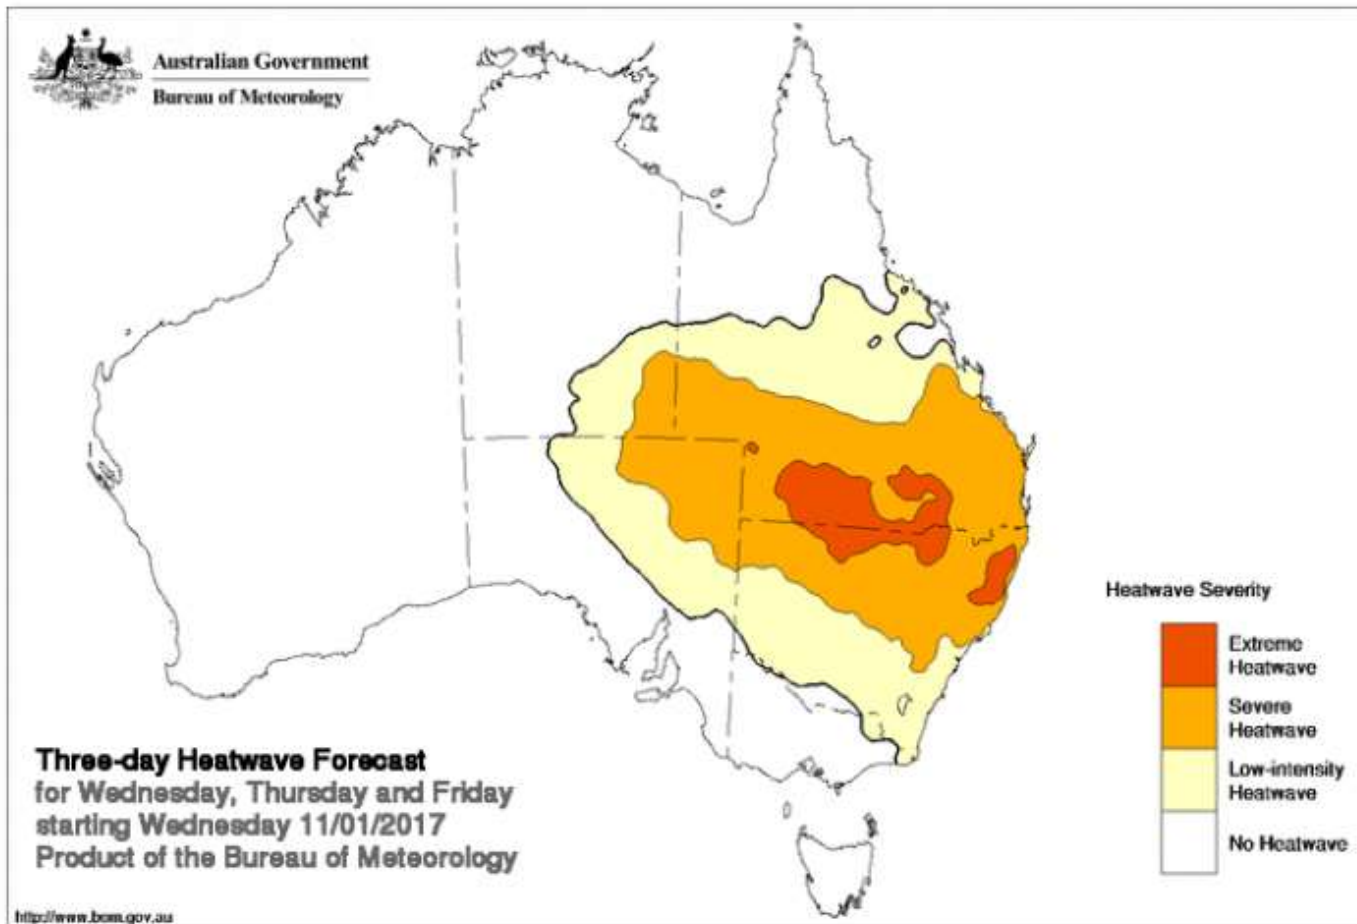 Australian Government
Bureau of Meteorology
Heatwave Severity
Extreme
Heatwave
Severe
Heatwave
Low-intensity
Heatwave
No Heatwave
Three-day Heatwave Forecast
for Wednesday, Thursday and Friday
starting Wednesday 11/01/2017
Product of the Bureau of Meteorology
http://www.bom.gov.au